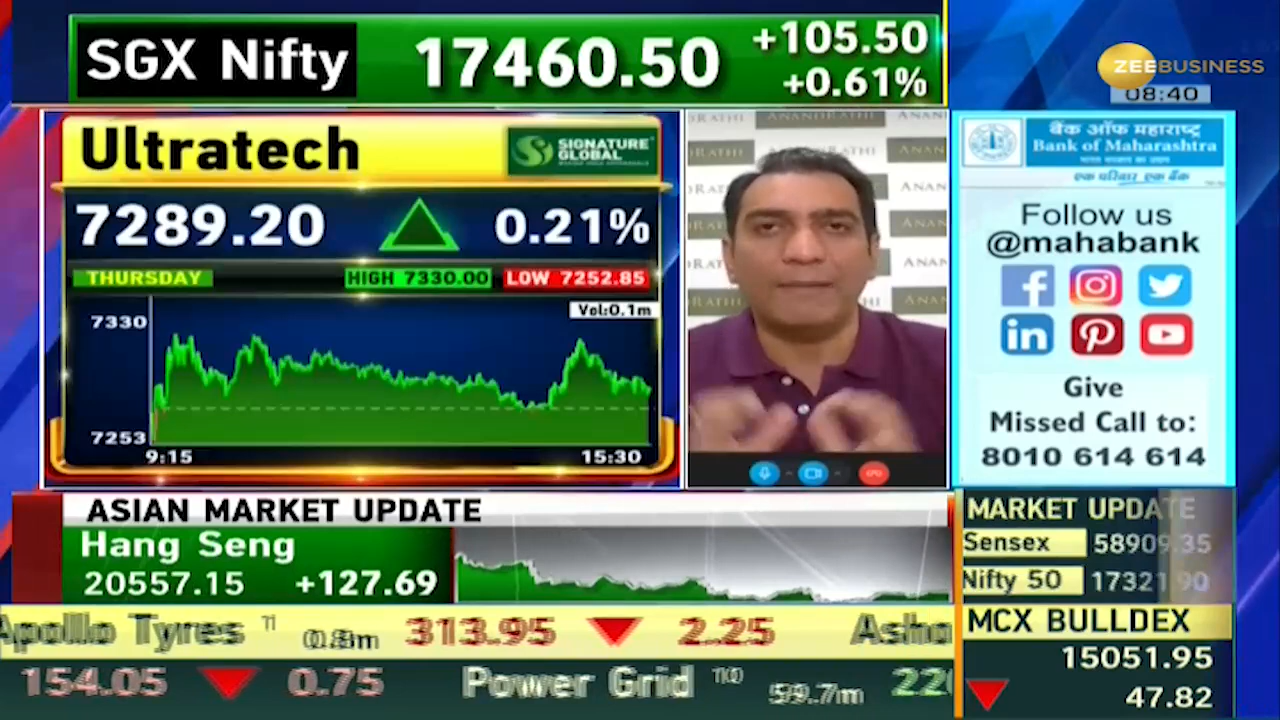 SGX Nifty
17460.50
+105.50
+0.61%
ZEEBUSINESS
08:40
Ultratech
SIGNATURE GLOBAL
7289.20
0.21%
THURSDAY
HIGH 7330.00
LOW 7252.85
Vol:0.1m
7330
7253
9:15
15:30
ANANDRATHI
बैंक ऑफ महाराष्ट्र
Bank of Maharashtra
एक परिवार एक बैंक
Follow us
@mahabank
Give
Missed Call to:
8010 614 614
ASIAN MARKET UPDATE
Hang Seng
20557.15
+127.69
MARKET UPDATE
Sensex 58909.35
Nifty 50 17321.90
MCX BULLDEX
15051.95
47.82
Apollo Tyres
0.8m
313.95
2.25
Asho
154.05
0.75
Power Grid
59.7m
220